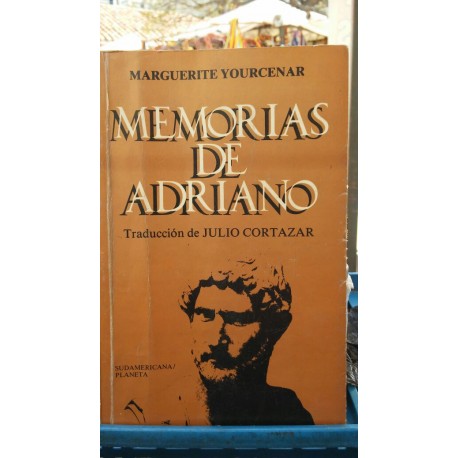 MARGUERITE YOURCENAR
MEMORIAS
DE
ADRIANO
Traducción de JULIO CORTAZAR
SUDAMERICANA/
PLANETA